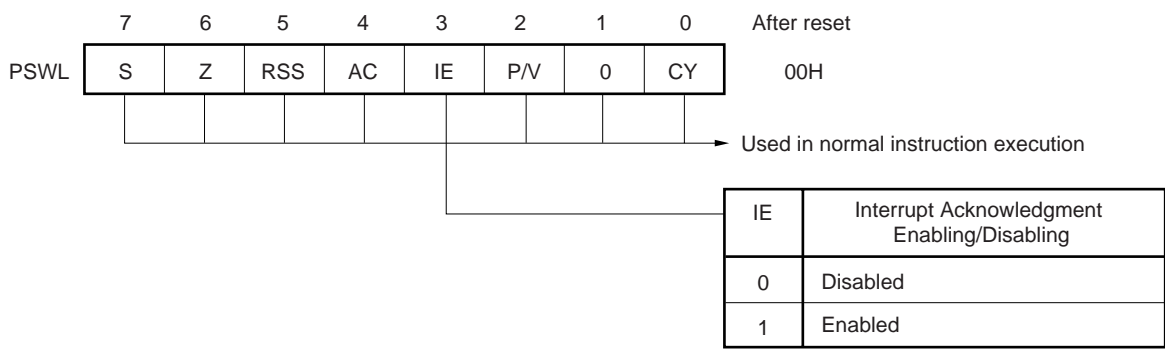 7 6 5 4 3 2 1 0 After reset
PSWL S Z RSS AC IE P/V 0 CY 00H
Used in normal instruction execution
IE Interrupt Acknowledgment
Enabling/Disabling
0 Disabled
1 Enabled